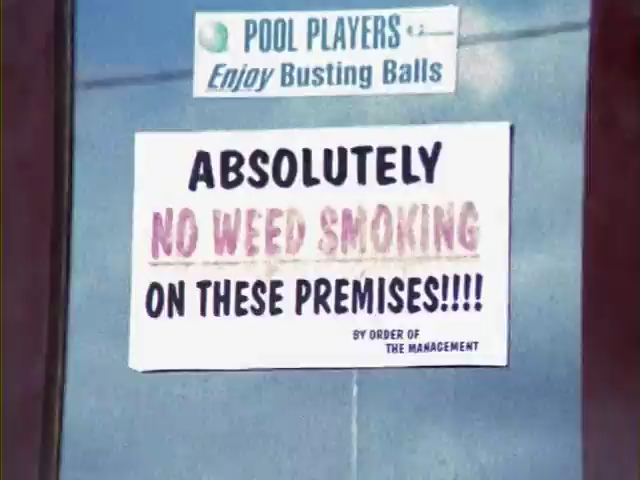 POOL PLAYERS
Enjoy Busting Balls
ABSOLUTELY
NO WEED SMOKING
ON THESE PREMISES!!!!
BY ORDER OF
THE MANAGEMENT